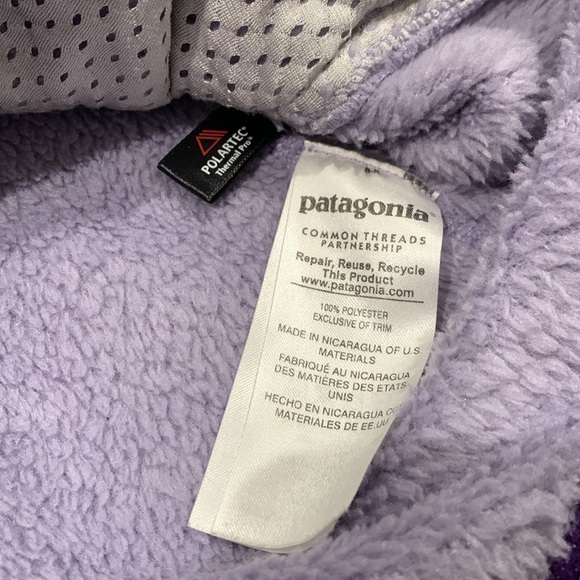 POLARTEC®
Thermal Pro®
patagonia®
COMMON THREADS
PARTNERSHIP
Repair, Reuse, Recycle
This Product
www.patagonia.com
100% POLYESTER
EXCLUSIVE OF TRIM
MADE IN NICARAGUA OF U.S.
MATERIALS
FABRIQUÉ AU NICARAGUA
DES MATIÈRES DES ETATS
UNIS
HECHO EN NICARAGUA
MATERIALES DE EE.UU